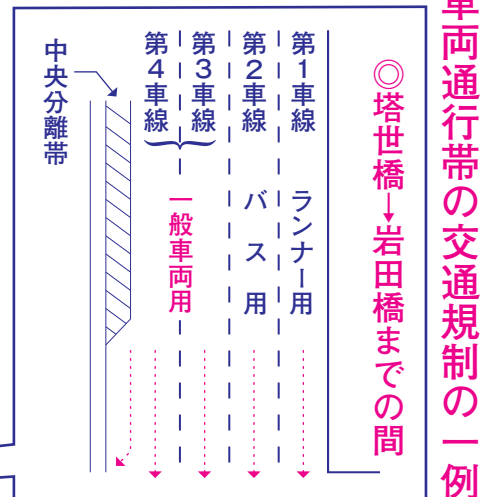 車両通行帯の交通規制の一例
◎塔世橋→岩田橋までの間
第1車線
ランナー用
第2車線
バス用
第3車線
第4車線
一般車両用
中央分離帯